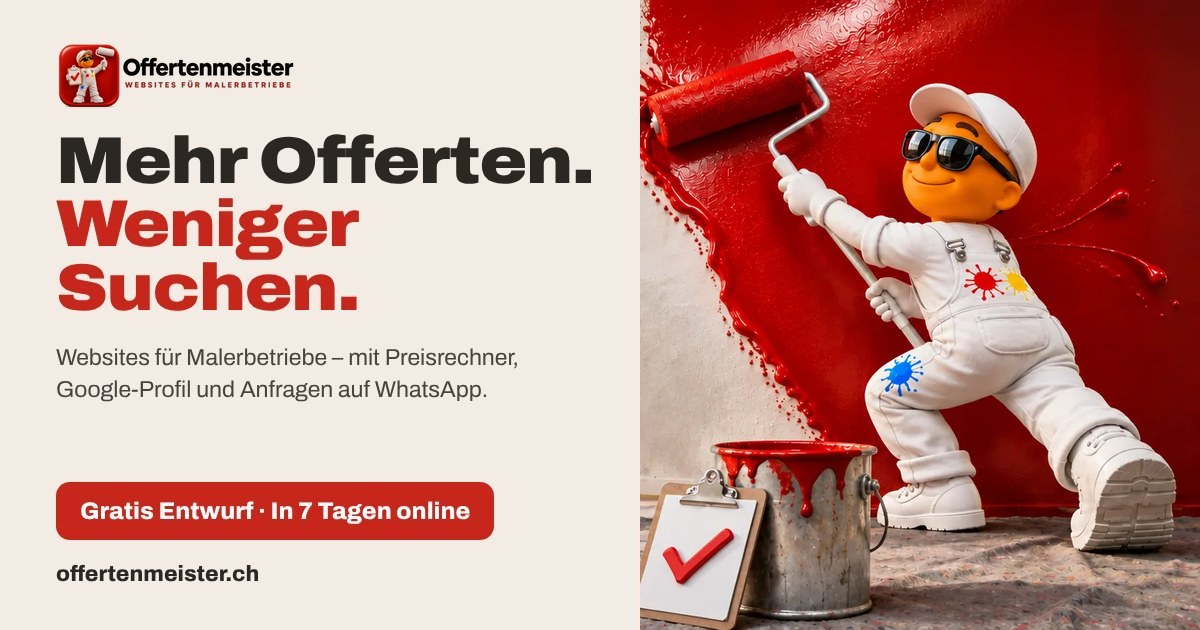 Offertenmeister
WEBSITES FÜR MALERBETRIEBE
Mehr Offerten.
Weniger
Suchen.
Websites für Malerbetriebe – mit Preisrechner,
Google-Profil und Anfragen auf WhatsApp.
Gratis Entwurf · In 7 Tagen online
offertenmeister.ch